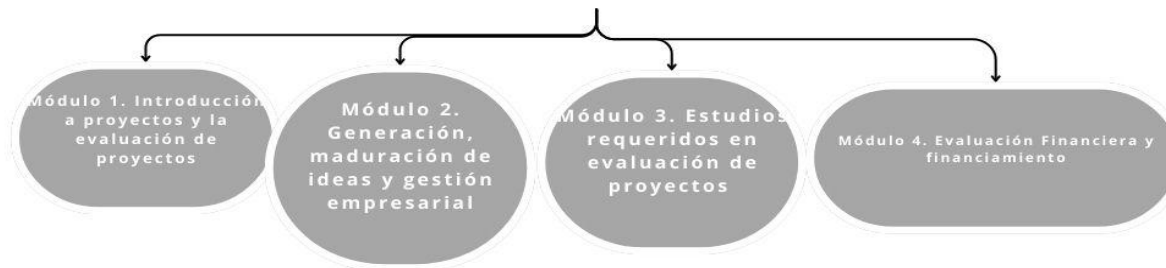 Módulo 1. Introducción
a proyectos y la
evaluación de
proyectos
Módulo 2.
Generación,
maduración de
ideas y gestión
empresarial
Módulo 3. Estudios
requeridos en
evaluación de
proyectos
Módulo 4. Evaluación Financiera y
financiamiento